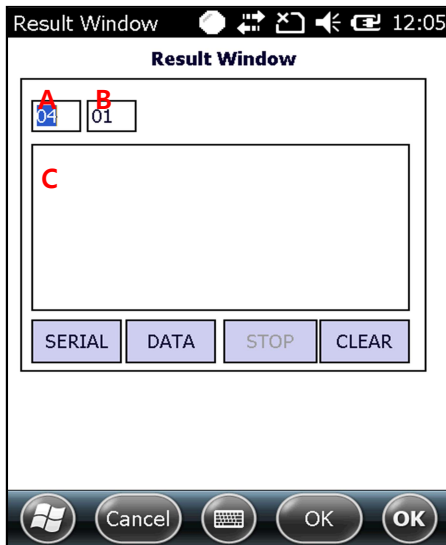 Result Window 12:05
Result Window
A B
04 01
C
SERIAL DATA STOP CLEAR
Cancel OK OK